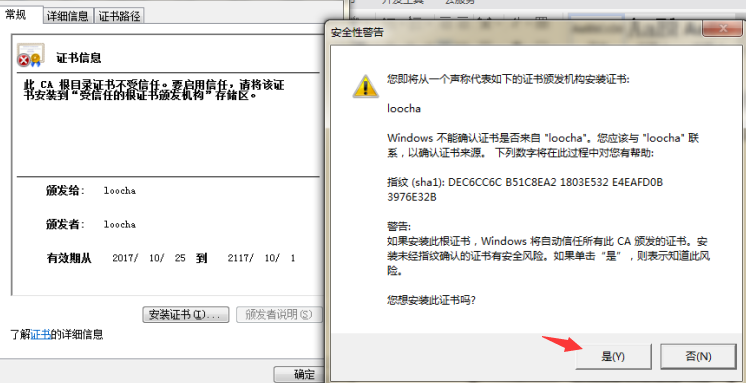 常规
详细信息
证书路径
证书信息
此 CA 根目录证书不受信任。要启用信任，请将该证
书安装到“受信任的根证书颁发机构”存储区。
颁发给： loocha
颁发者： loocha
有效期从 2017/ 10/ 25 到 2117/ 10/ 1
安装证书(I)...
颁发者说明(S)
了解证书的详细信息
确定
安全性警告
您即将从一个声称代表如下的证书颁发机构安装证书:
loocha
Windows 不能确认证书是否来自 "loocha"。您应该与 "loocha" 联
系，以确认证书来源。 下列数字将在此过程中对您有帮助:
指纹 (sha1): DEC6CC6C B51C8EA2 1803E532 E4EAFD0B
3976E32B
警告:
如果安装此根证书，Windows 将自动信任所有此 CA 颁发的证书。安
装未经指纹确认的证书有安全风险。如果单击“是”，则表示知道此风
险。
您想安装此证书吗?
是(Y)
否(N)